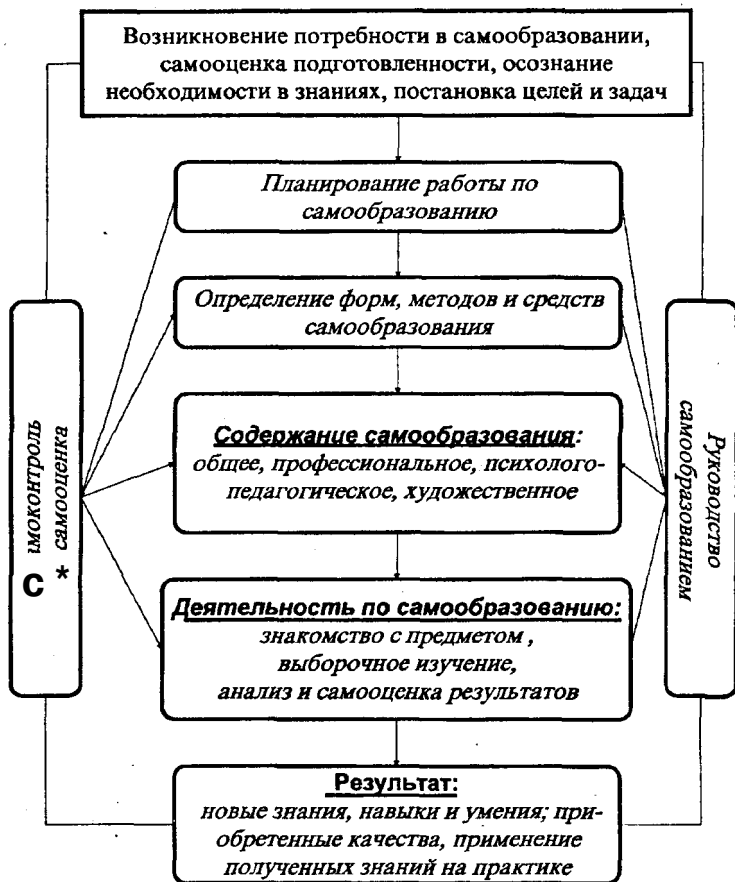 Возникновение потребности в самообразовании,
самооценка подготовленности, осознание
необходимости в знаниях, постановка целей и задач
Планирование работы по
самообразованию
Определение форм, методов и средств
самообразования
Содержание самообразования:
общее, профессиональное, психолого-
педагогическое, художественное
Деятельность по самообразованию:
знакомство с предметом ,
выборочное изучение,
анализ и самооценка результатов
Результат:
новые знания, навыки и умения; при-
обретенные качества, применение
полученных знаний на практике
С имоконтроль
* самооценка
Руководство
самообразованием